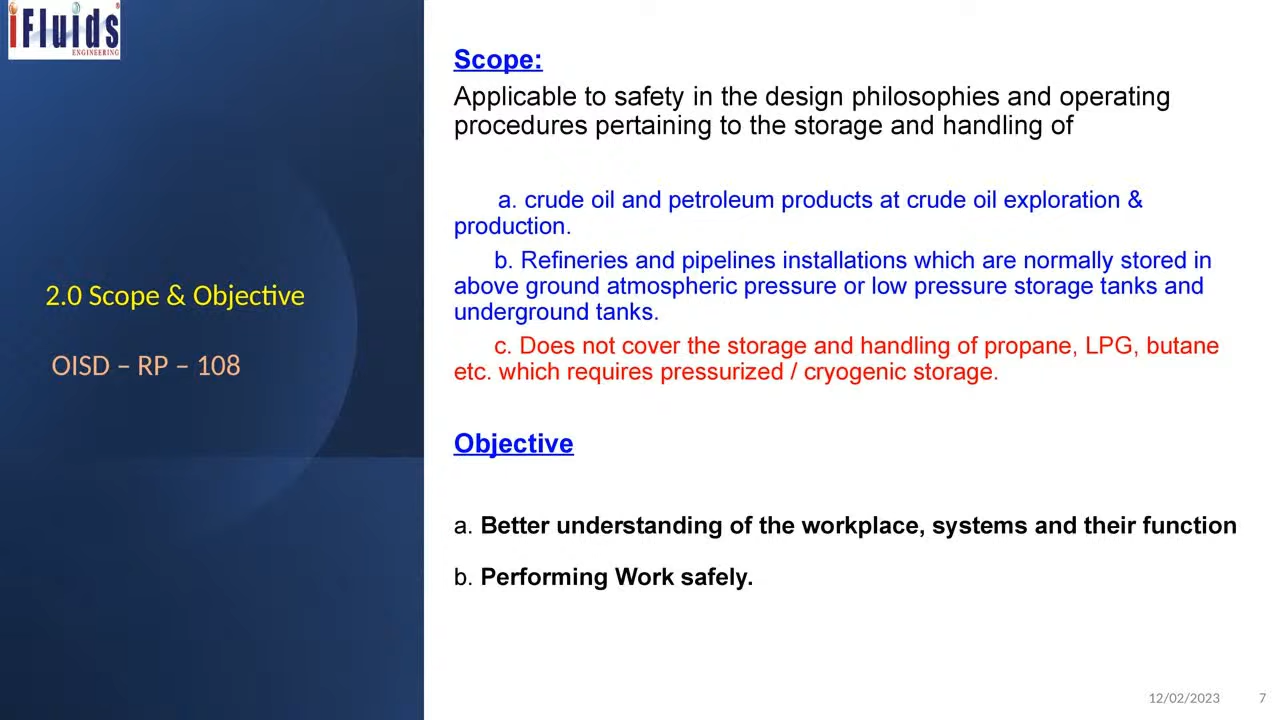 iFluids
ENGINEERING
2.0 Scope & Objective
OISD – RP – 108
Scope:
Applicable to safety in the design philosophies and operating
procedures pertaining to the storage and handling of
a. crude oil and petroleum products at crude oil exploration &
production.
b. Refineries and pipelines installations which are normally stored in
above ground atmospheric pressure or low pressure storage tanks and
underground tanks.
c. Does not cover the storage and handling of propane, LPG, butane
etc. which requires pressurized / cryogenic storage.
Objective
a. Better understanding of the workplace, systems and their function
b. Performing Work safely.
12/02/2023 7